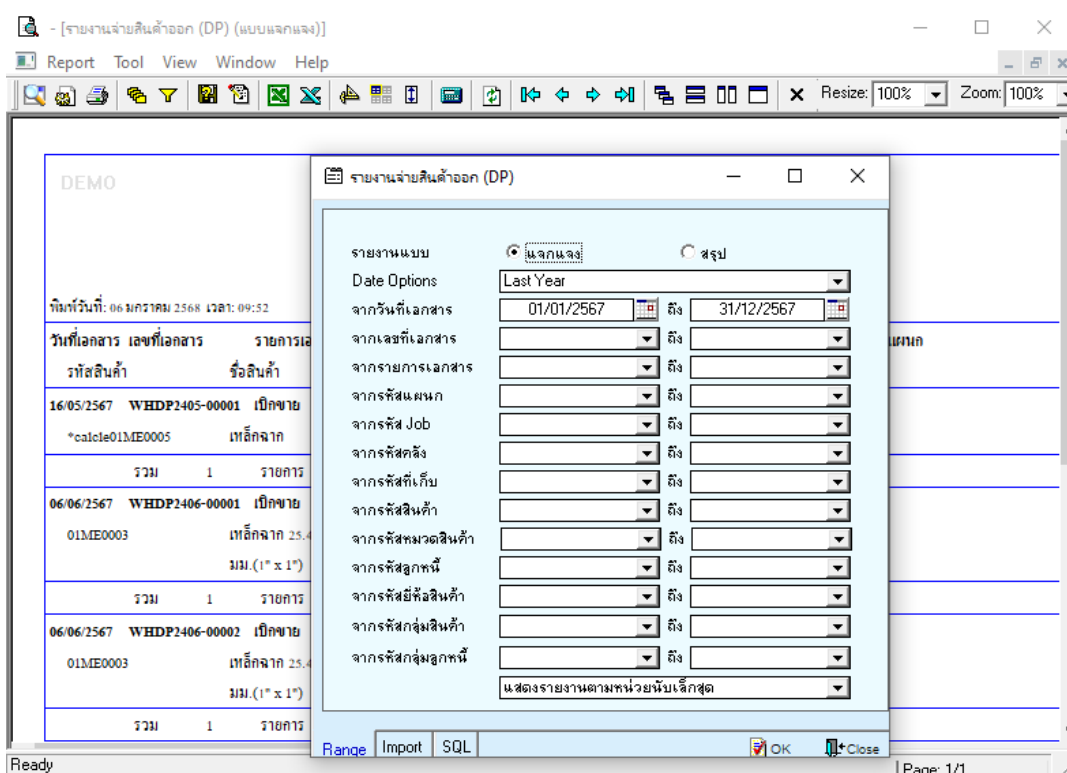 - [รายงานจ่ายสินค้าออก (DP) (แบบแจกแจง)]
Report Tool View Window Help
Resize: 100% Zoom: 100%
DEMO
พิมพ์วันที่: 06 มกราคม 2568 เวลา: 09:52
วันที่เอกสาร เลขที่เอกสาร รายการเอ
แผนก
รหัสสินค้า ชื่อสินค้า
16/05/2567 WHDP2405-00001 เบิกขาย
*calcle01ME0005 เหล็กฉาก
รวม 1 รายการ
06/06/2567 WHDP2406-00001 เบิกขาย
01ME0003 เหล็กฉาก 25.4
มม.(1" x 1")
รวม 1 รายการ
06/06/2567 WHDP2406-00002 เบิกขาย
01ME0003 เหล็กฉาก 25.4
มม.(1" x 1")
รวม 1 รายการ
รายงานจ่ายสินค้าออก (DP)
รายงานแบบ แจกแจง สรุป
Date Options Last Year
จากวันที่เอกสาร 01/01/2567 ถึง 31/12/2567
จากเลขที่เอกสาร ถึง
จากรายการเอกสาร ถึง
จากรหัสแผนก ถึง
จากรหัส Job ถึง
จากรหัสคลัง ถึง
จากรหัสที่เก็บ ถึง
จากรหัสสินค้า ถึง
จากรหัสหมวดสินค้า ถึง
จากรหัสลูกหนี้ ถึง
จากรหัสยี่ห้อสินค้า ถึง
จากรหัสกลุ่มสินค้า ถึง
จากรหัสกลุ่มลูกหนี้ ถึง
แสดงรายงานตามหน่วยนับเล็กสุด
Range Import SQL OK Close
Ready Page: 1/1